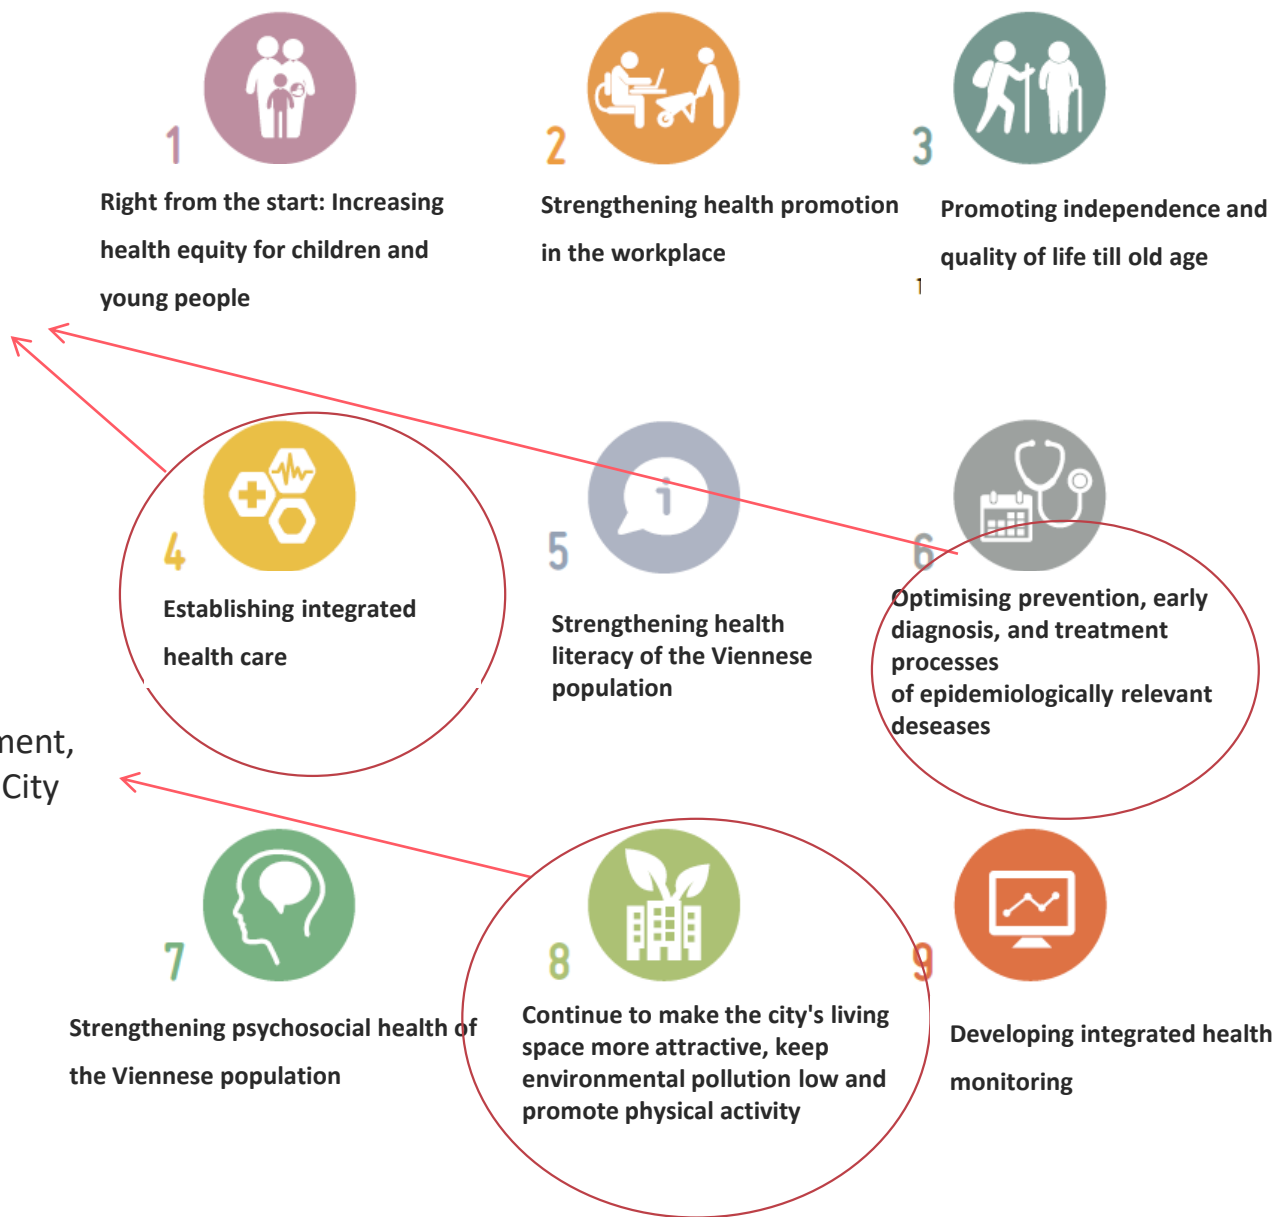 1
Right from the start: Increasing
health equity for children and
young people
2
Strengthening health promotion
in the workplace
3
Promoting independence and
quality of life till old age
1
4
Establishing integrated
health care
5
i
Strengthening health
literacy of the Viennese
population
6
Optimising prevention, early
diagnosis, and treatment
processes
of epidemiologically relevant
deseases
City
7
Strengthening psychosocial health of
the Viennese population
8
Continue to make the city's living
space more attractive, keep
environmental pollution low and
promote physical activity
9
Developing integrated health
monitoring